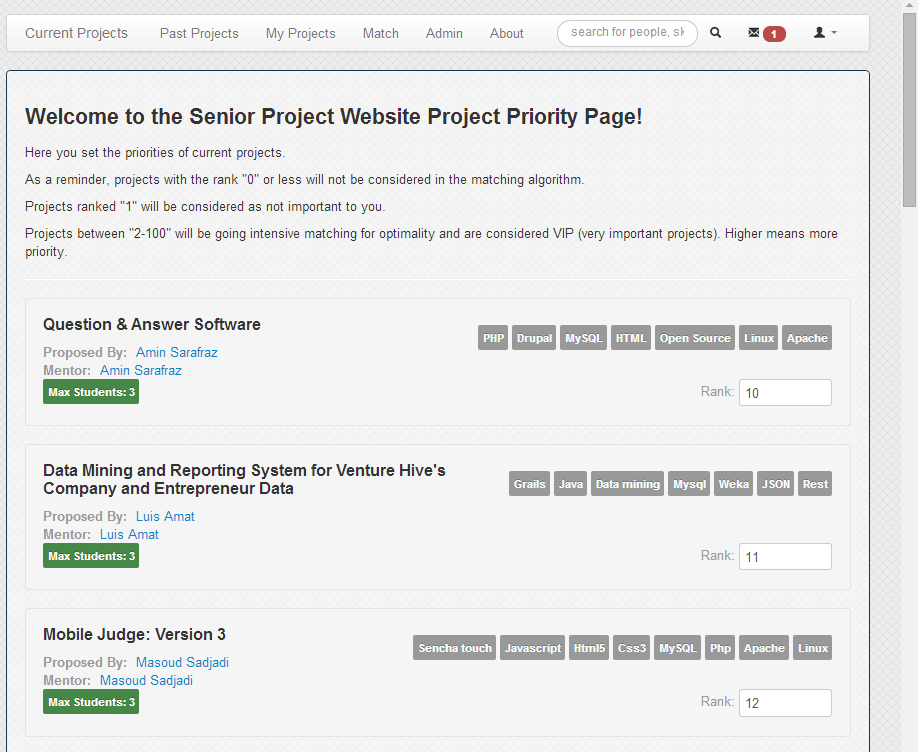 Current Projects Past Projects My Projects Match Admin About search for people, sk 1
Welcome to the Senior Project Website Project Priority Page!
Here you set the priorities of current projects.
As a reminder, projects with the rank "0" or less will not be considered in the matching algorithm.
Projects ranked "1" will be considered as not important to you.
Projects between "2-100" will be going intensive matching for optimality and are considered VIP (very important projects). Higher means more
priority.
Question & Answer Software
PHP Drupal MySQL HTML Open Source Linux Apache
Proposed By: Amin Sarafraz
Mentor: Amin Sarafraz
Max Students: 3
Rank: 10
Data Mining and Reporting System for Venture Hive's
Company and Entrepreneur Data
Grails Java Data mining Mysql Weka JSON Rest
Proposed By: Luis Amat
Mentor: Luis Amat
Max Students: 3
Rank: 11
Mobile Judge: Version 3
Sencha touch Javascript Html5 Css3 MySQL Php Apache Linux
Proposed By: Masoud Sadjadi
Mentor: Masoud Sadjadi
Max Students: 3
Rank: 12